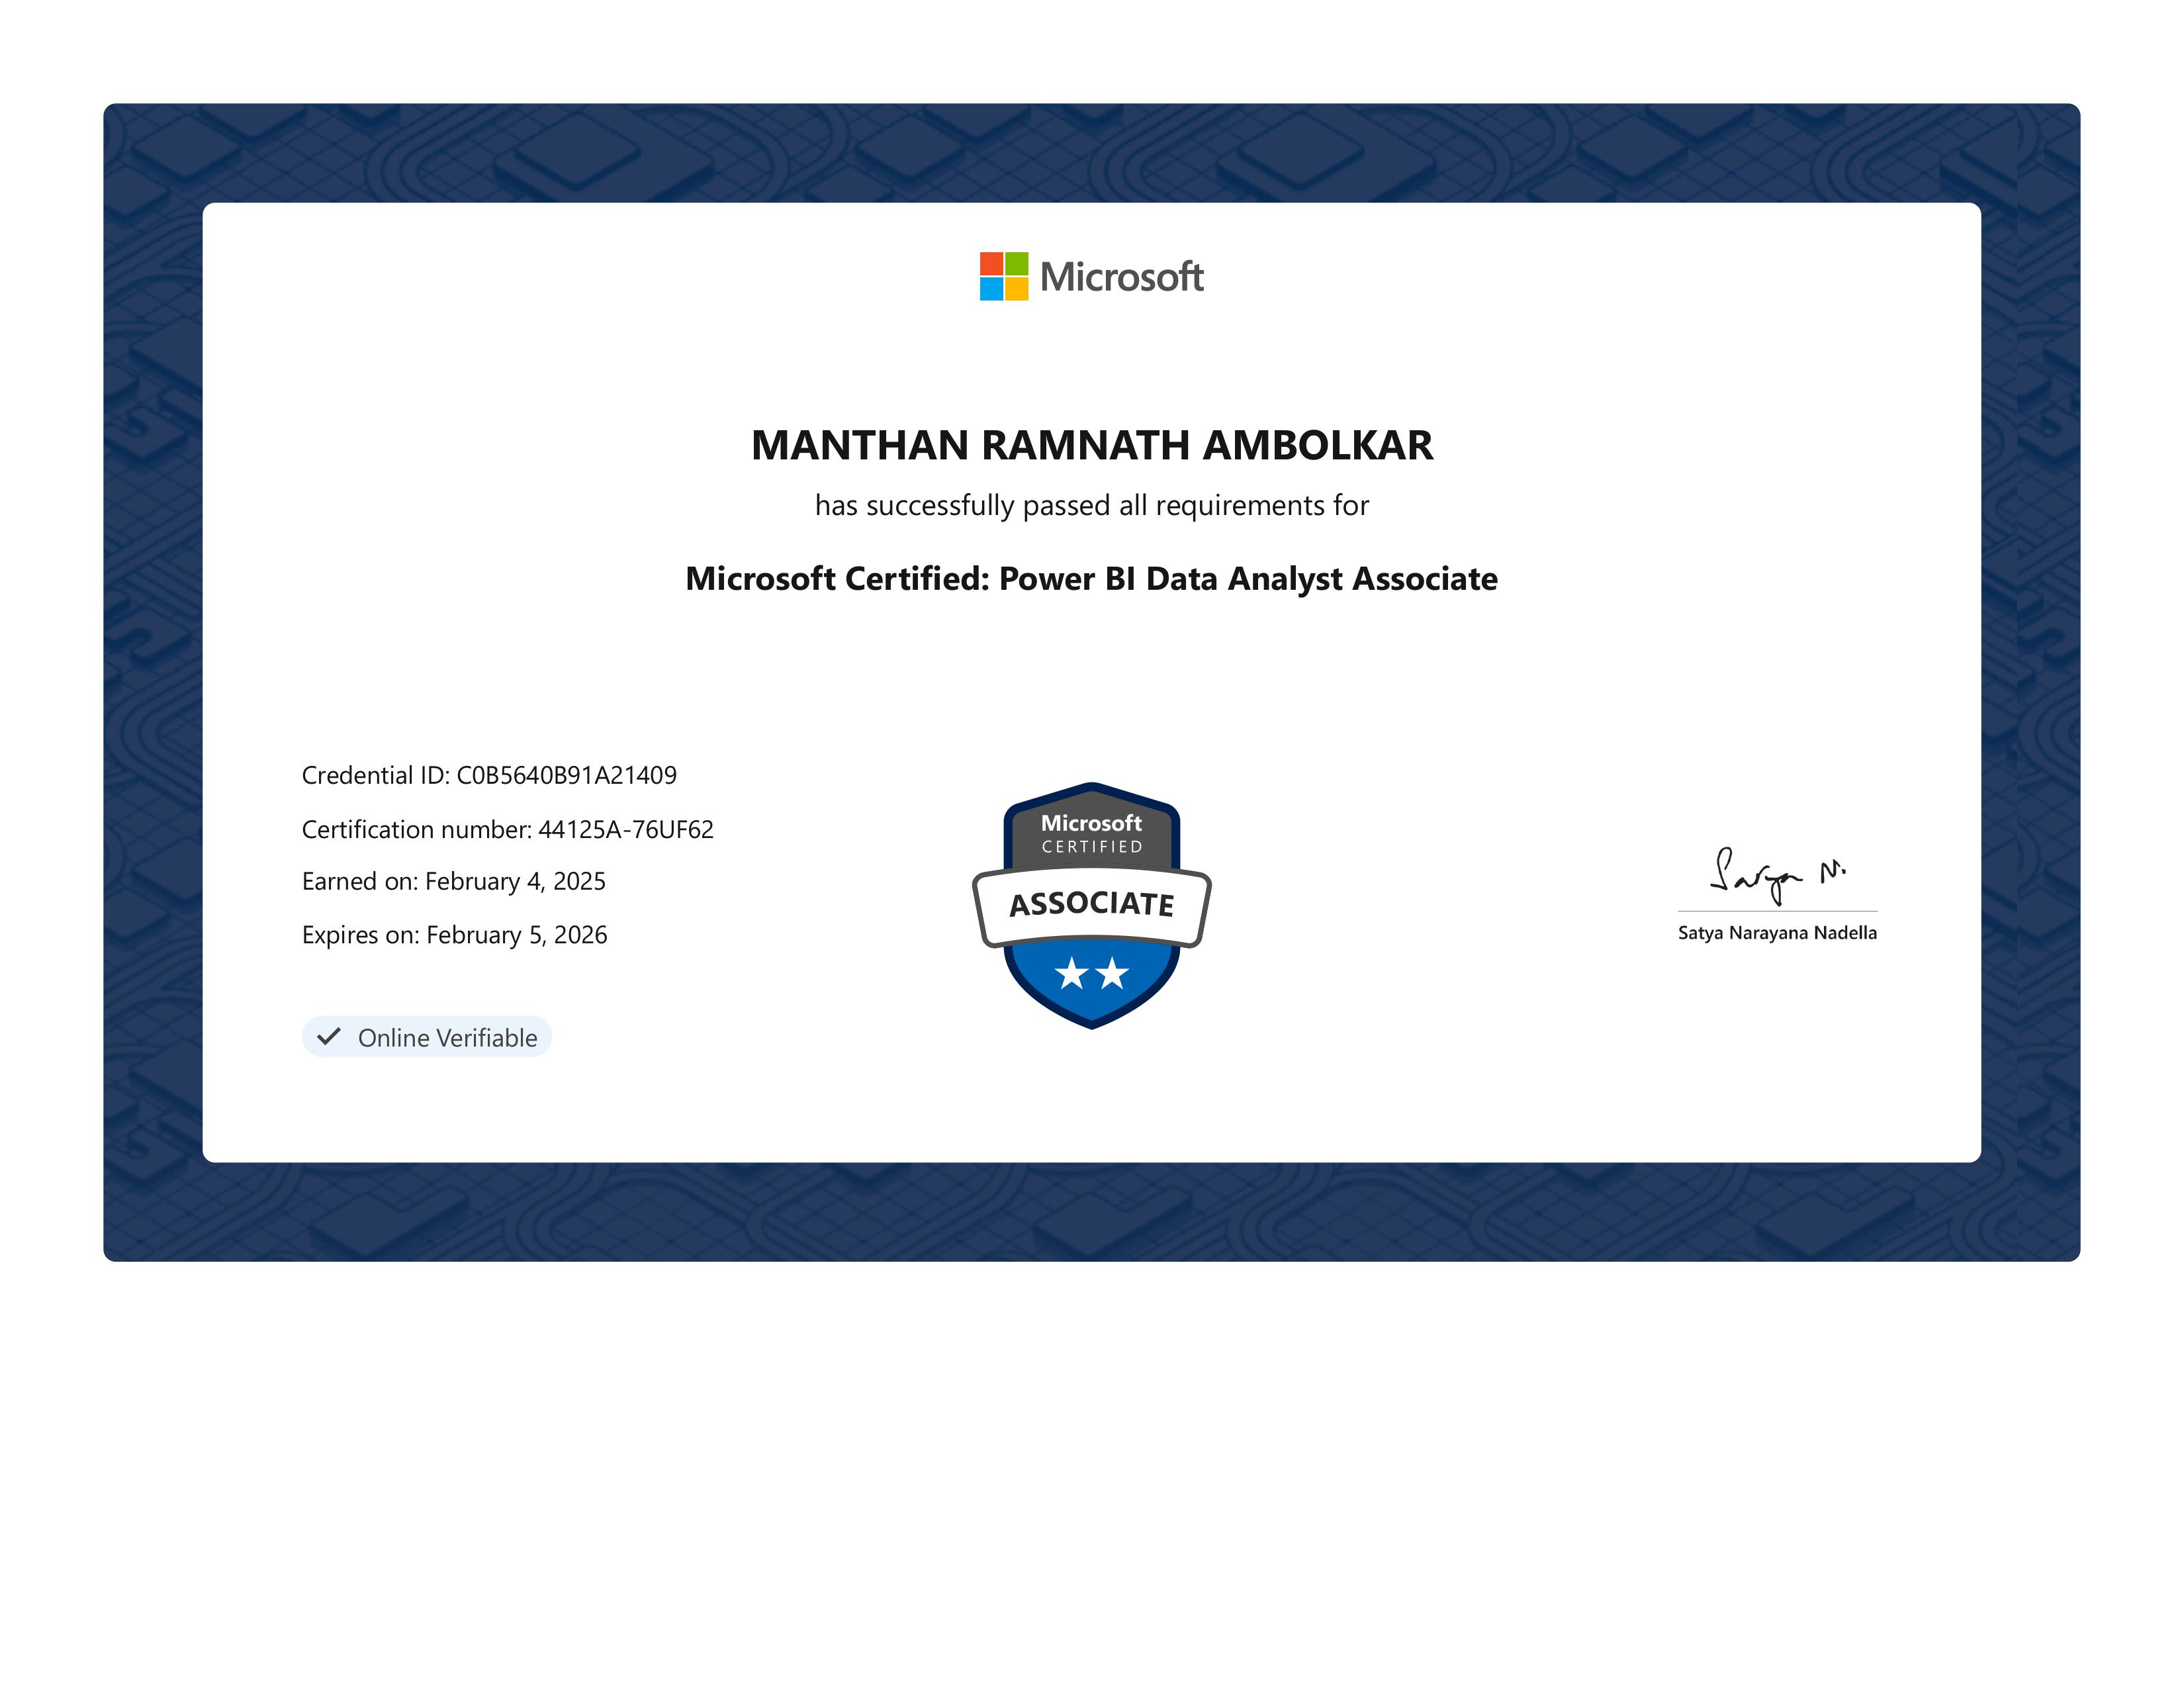 Microsoft
MANTHAN RAMNATH AMBOLKAR
has successfully passed all requirements for
Microsoft Certified: Power BI Data Analyst Associate
Credential ID: C0B5640B91A21409
Certification number: 44125A-76UF62
Earned on: February 4, 2025
Expires on: February 5, 2026
Online Verifiable
Microsoft
CERTIFIED
ASSOCIATE
Satya N.
Satya Narayana Nadella